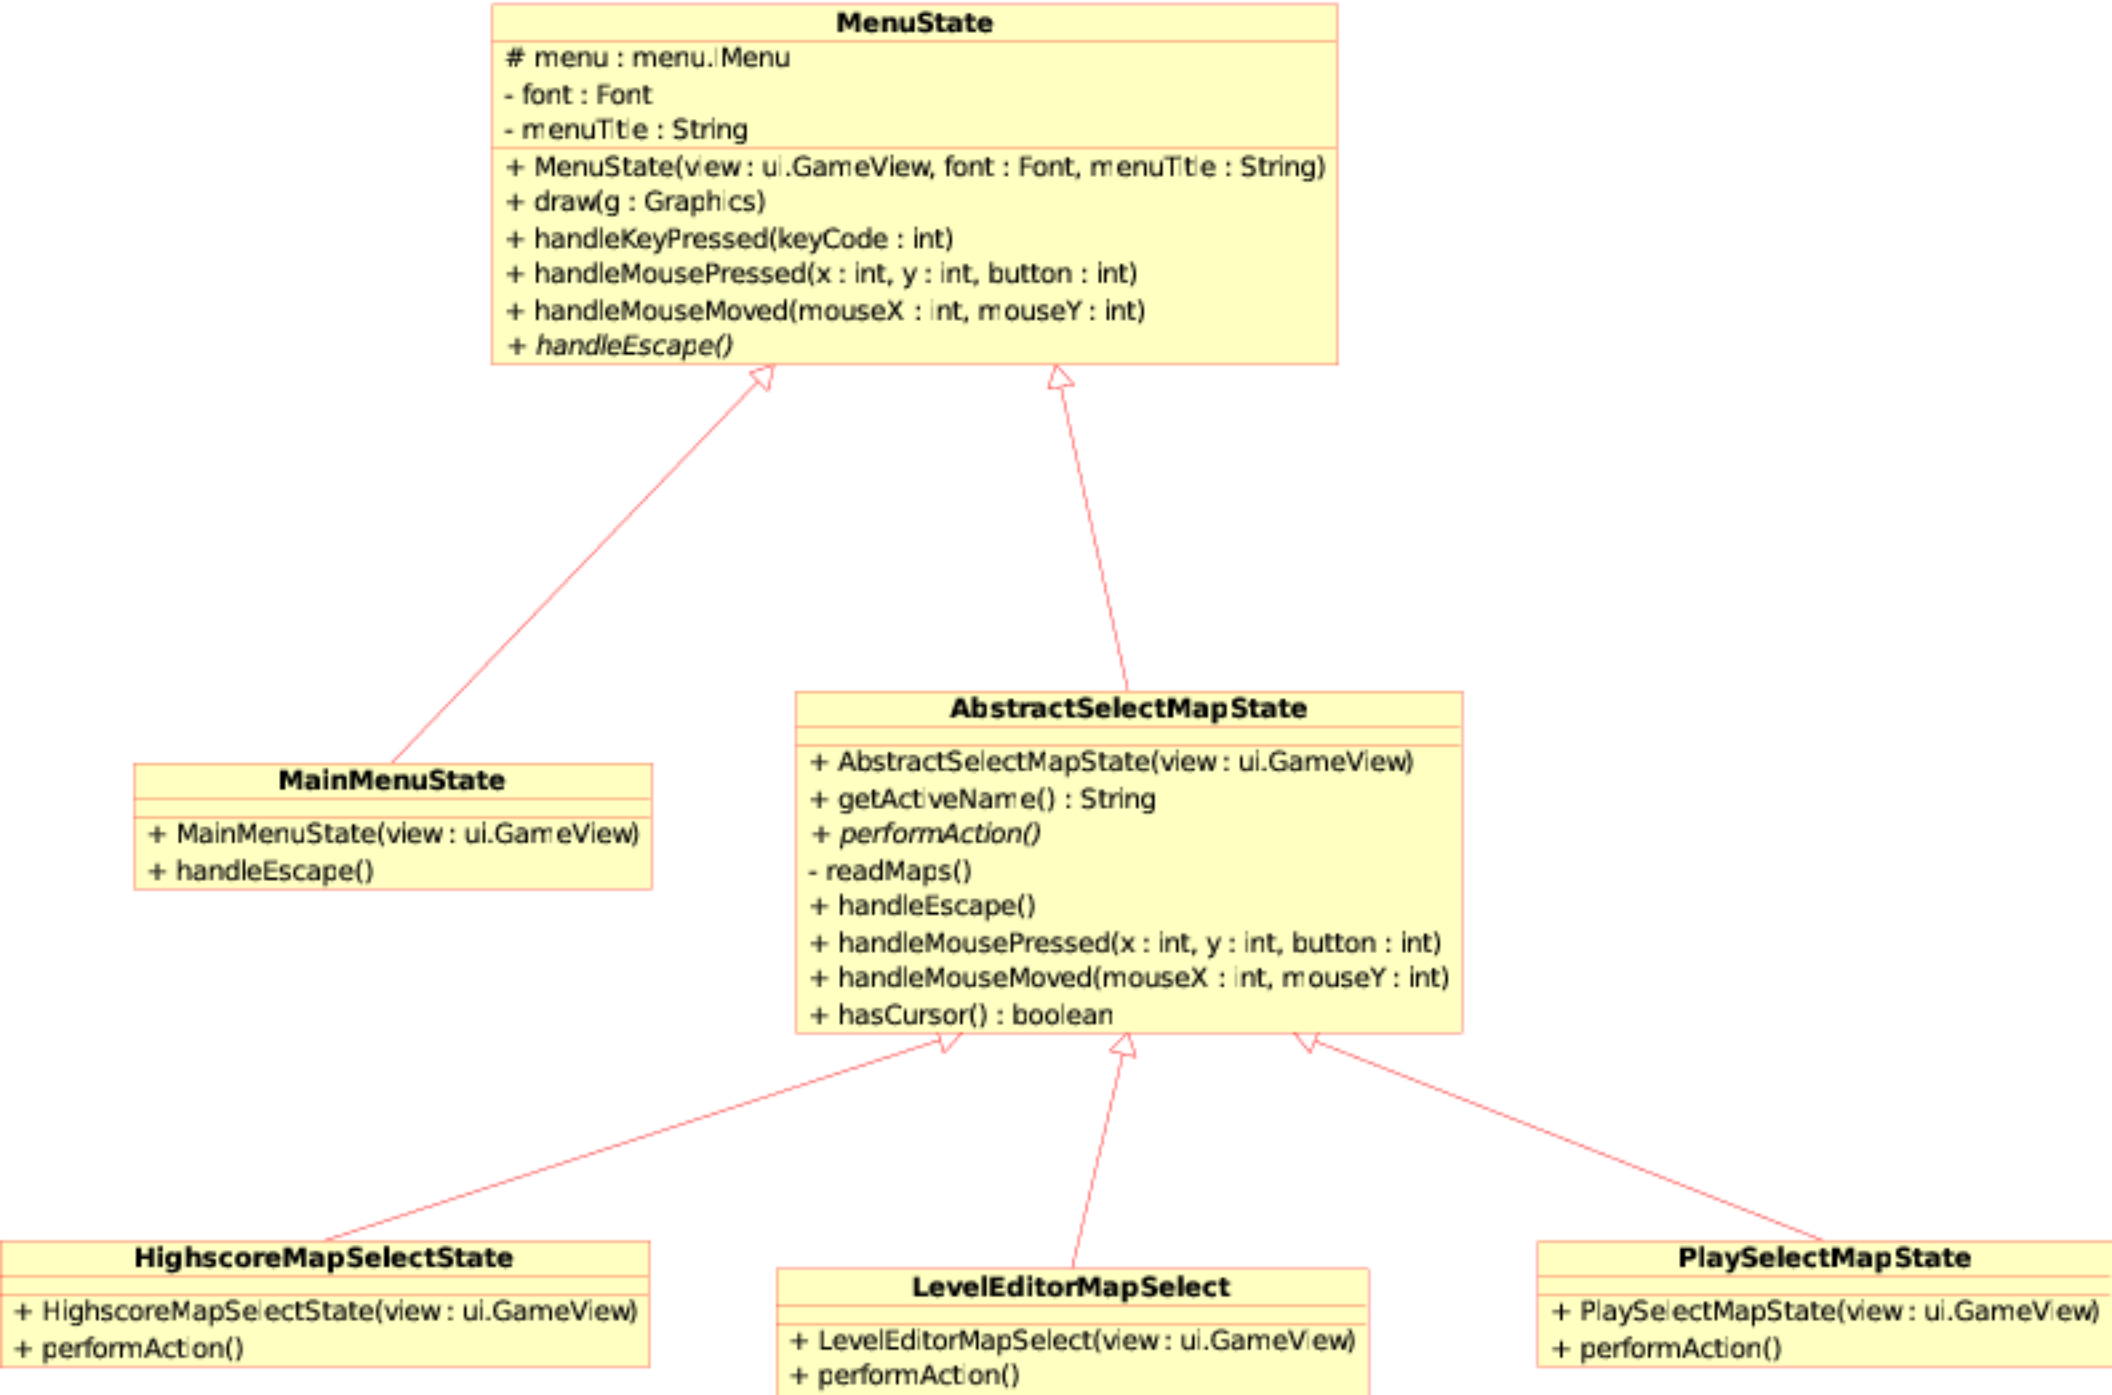 MenuState
# menu : menu.IMenu
- font : Font
- menuTitle : String
+ MenuState(view : ui.GameView, font : Font, menuTitle : String)
+ draw(g : Graphics)
+ handleKeyPressed(keyCode : int)
+ handleMousePressed(x : int, y : int, button : int)
+ handleMouseMoved(mouseX : int, mouseY : int)
+ handleEscape()
MainMenuState
+ MainMenuState(view : ui.GameView)
+ handleEscape()
AbstractSelectMapState
+ AbstractSelectMapState(view : ui.GameView)
+ getActiveName() : String
+ performAction()
- readMaps()
+ handleEscape()
+ handleMousePressed(x : int, y : int, button : int)
+ handleMouseMoved(mouseX : int, mouseY : int)
+ hasCursor() : boolean
HighscoreMapSelectState
+ HighscoreMapSelectState(view : ui.GameView)
+ performAction()
LevelEditorMapSelect
+ LevelEditorMapSelect(view : ui.GameView)
+ performAction()
PlaySelectMapState
+ PlaySelectMapState(view : ui.GameView)
+ performAction()